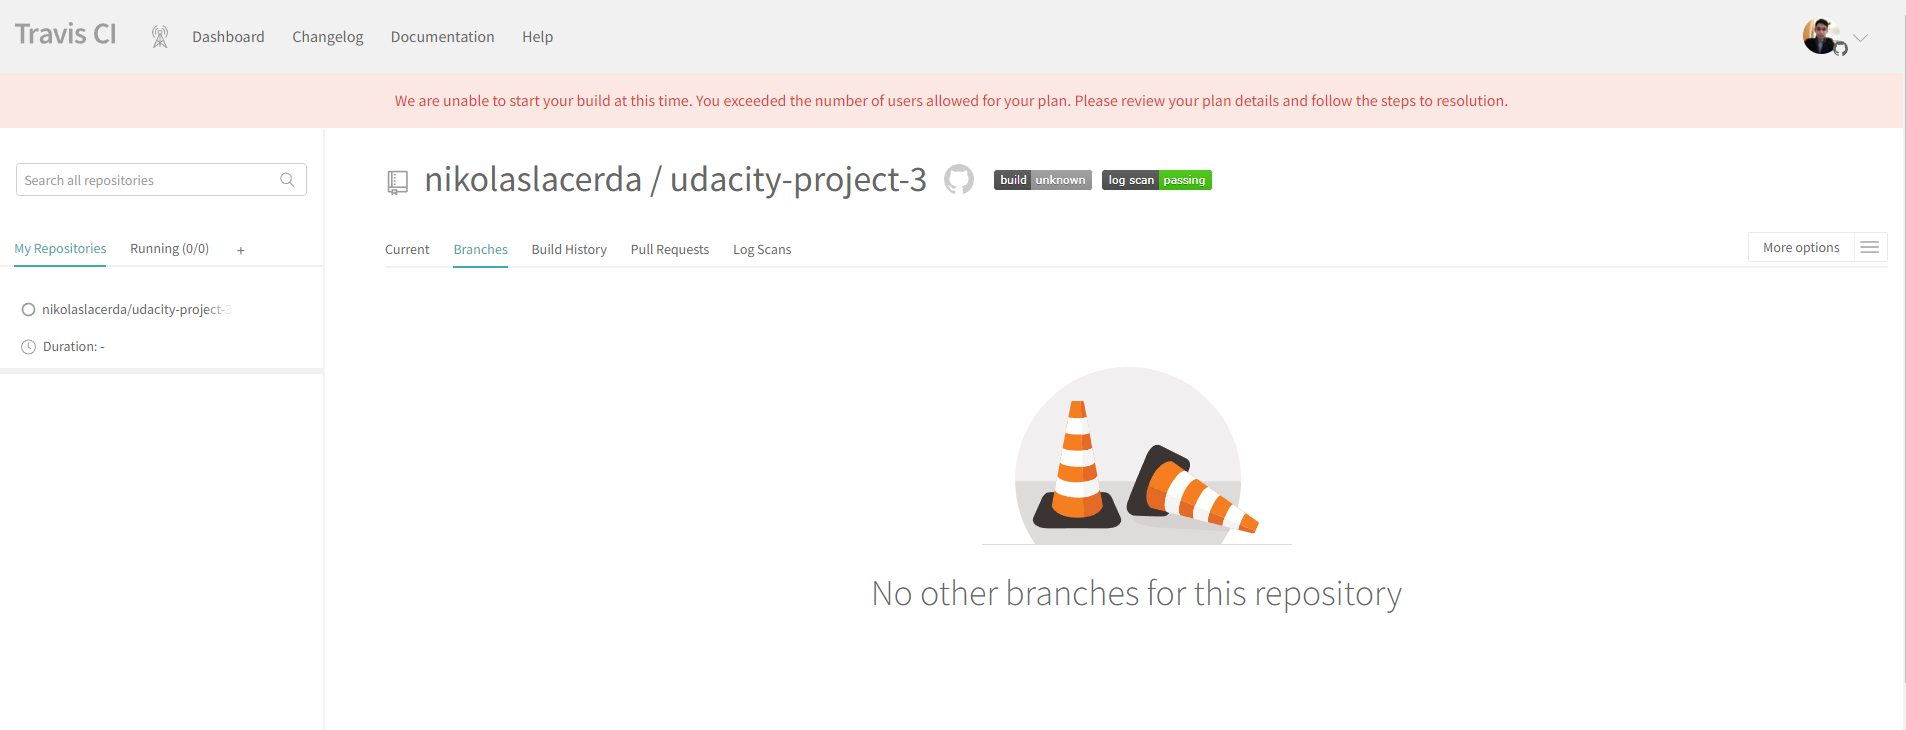 Travis CI
Dashboard
Changelog
Documentation
Help
We are unable to start your build at this time. You exceeded the number of users allowed for your plan. Please review your plan details and follow the steps to resolution.
Search all repositories
My Repositories
Running (0/0)
+
nikolaslacerda/udacity-project-3
Duration: -
nikolaslacerda / udacity-project-3
build unknown
log scan passing
Current
Branches
Build History
Pull Requests
Log Scans
More options
No other branches for this repository